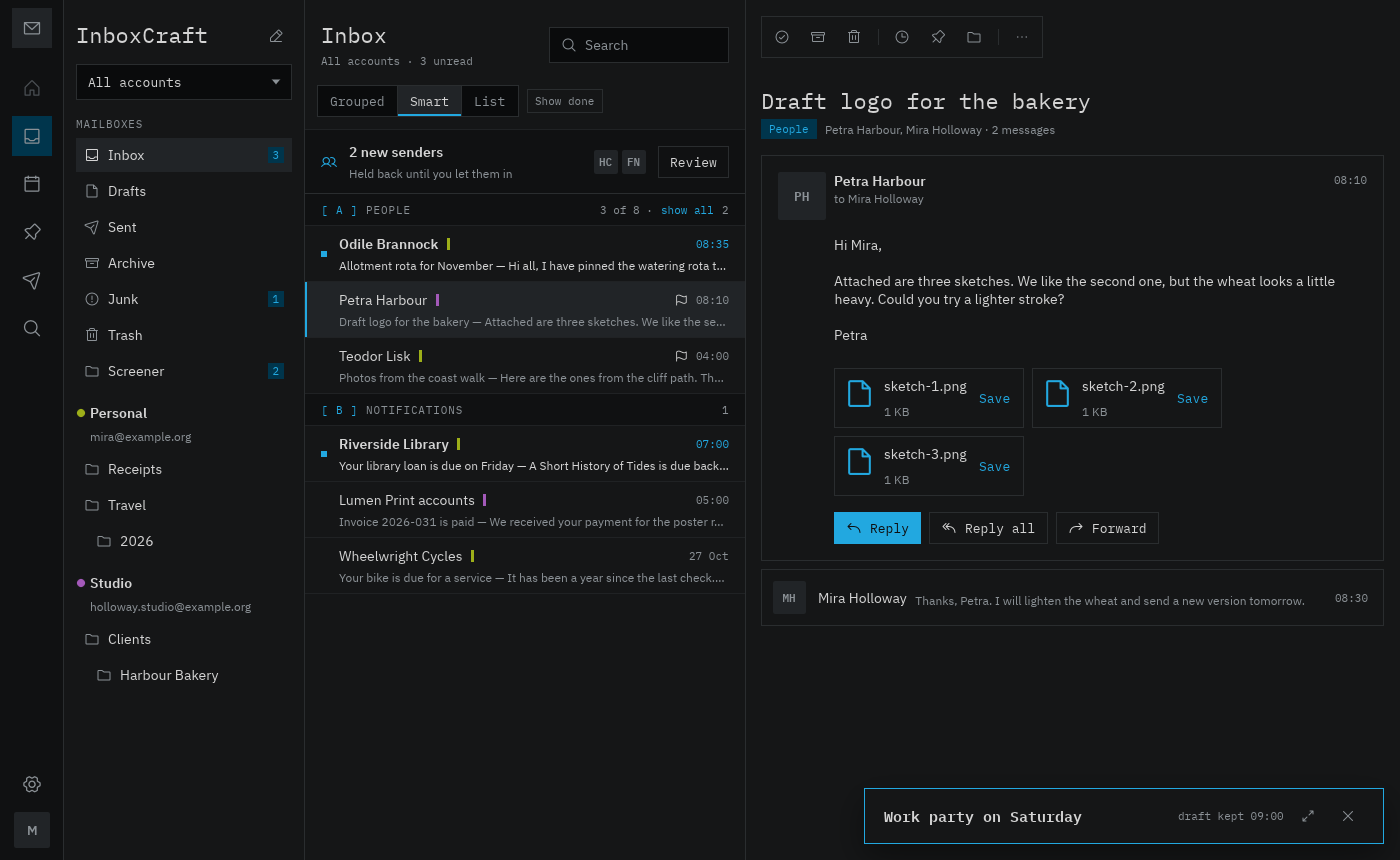 InboxCraft
All accounts
MAILBOXES
Inbox 3
Drafts
Sent
Archive
Junk 1
Trash
Screener 2
Personal
mira@example.org
Receipts
Travel
2026
Studio
holloway.studio@example.org
Clients
Harbour Bakery
M
Inbox
All accounts · 3 unread
Search
Grouped Smart List Show done
2 new senders
Held back until you let them in
HC FN Review
[ A ] PEOPLE 3 of 8 · show all 2
Odile Brannock 08:35
Allotment rota for November — Hi all, I have pinned the watering rota t…
Petra Harbour 08:10
Draft logo for the bakery — Attached are three sketches. We like the se…
Teodor Lisk 04:00
Photos from the coast walk — Here are the ones from the cliff path. Th…
[ B ] NOTIFICATIONS 1
Riverside Library 07:00
Your library loan is due on Friday — A Short History of Tides is due back…
Lumen Print accounts 05:00
Invoice 2026-031 is paid — We received your payment for the poster r…
Wheelwright Cycles 27 Oct
Your bike is due for a service — It has been a year since the last check.…
Draft logo for the bakery
People Petra Harbour, Mira Holloway · 2 messages
PH
Petra Harbour 08:10
to Mira Holloway
Hi Mira,
Attached are three sketches. We like the second one, but the wheat looks a little
heavy. Could you try a lighter stroke?
Petra
sketch-1.png
1 KB
Save
sketch-2.png
1 KB
Save
sketch-3.png
1 KB
Save
Reply Reply all Forward
MH Mira Holloway Thanks, Petra. I will lighten the wheat and send a new version tomorrow. 08:30
Work party on Saturday draft kept 09:00